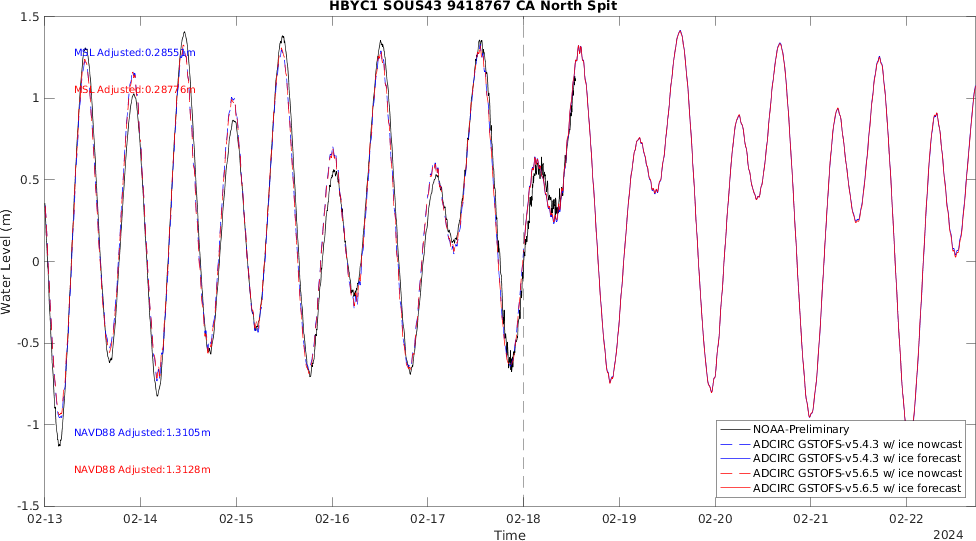 HBYC1 SOUS43 9418767 CA North Spit
1.5
1
0.5
0
-0.5
-1
-1.5
Water Level (m)
MSL Adjusted:0.28551m
MSL Adjusted:0.28776m
NAVD88 Adjusted:1.3105m
NAVD88 Adjusted:1.3128m
NOAA-Preliminary
ADCIRC GSTOFS-v5.4.3 w/ ice nowcast
ADCIRC GSTOFS-v5.4.3 w/ ice forecast
ADCIRC GSTOFS-v5.6.5 w/ ice nowcast
ADCIRC GSTOFS-v5.6.5 w/ ice forecast
02-13 02-14 02-15 02-16 02-17 02-18 02-19 02-20 02-21 02-22
Time
2024